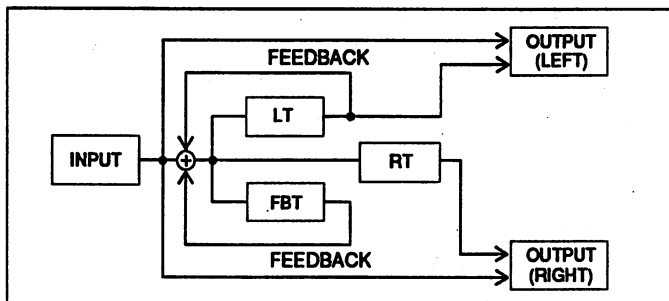 OUTPUT
(LEFT)
FEEDBACK
LT
INPUT
RT
FBT
FEEDBACK
OUTPUT
(RIGHT)